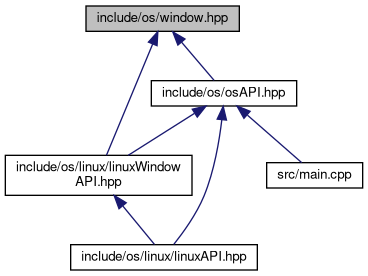 include/os/window.hpp
include/os/osAPI.hpp
include/os/linux/linuxWindow
API.hpp
src/main.cpp
include/os/linux/linuxAPI.hpp